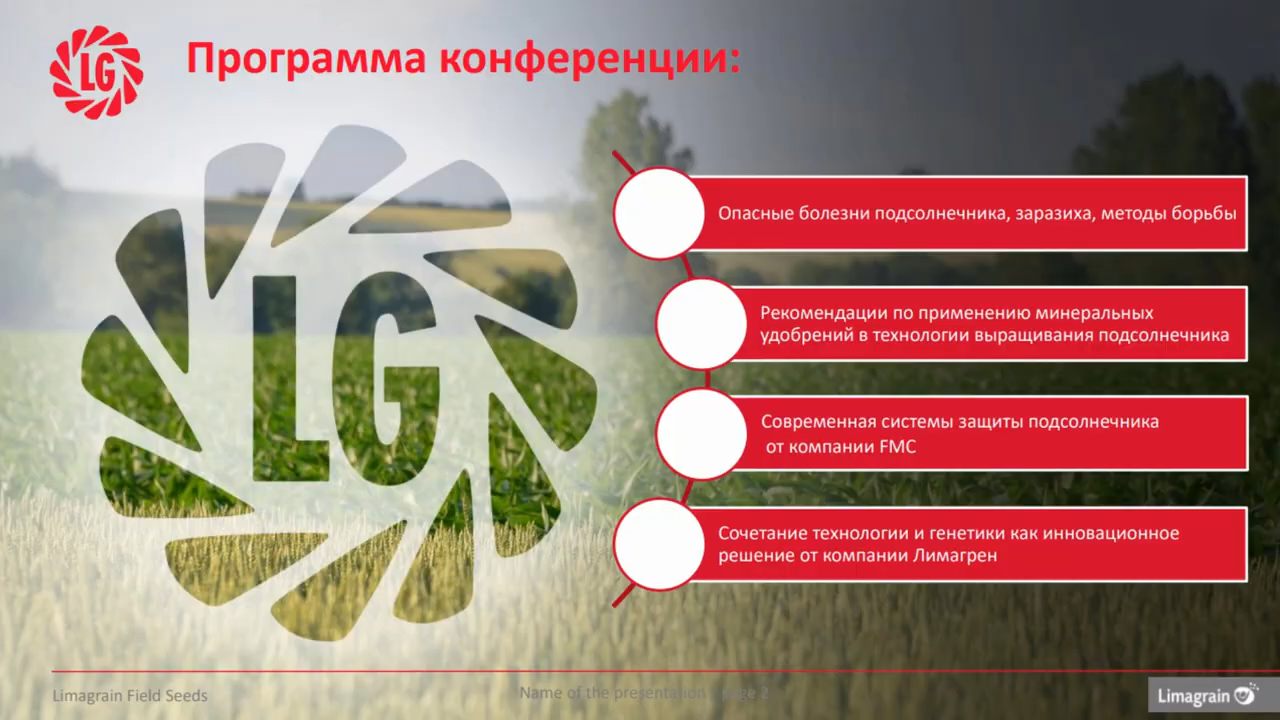 LG
Программа конференции:
LG
Опасные болезни подсолнечника, заразиха, методы борьбы
Рекомендации по применению минеральных
удобрений в технологии выращивания подсолнечника
Современная системы защиты подсолнечника
от компании FMC
Сочетание технологии и генетики как инновационное
решение от компании Лимагрен
Limagrain Field Seeds
Name of the presentation page 2
Limagrain